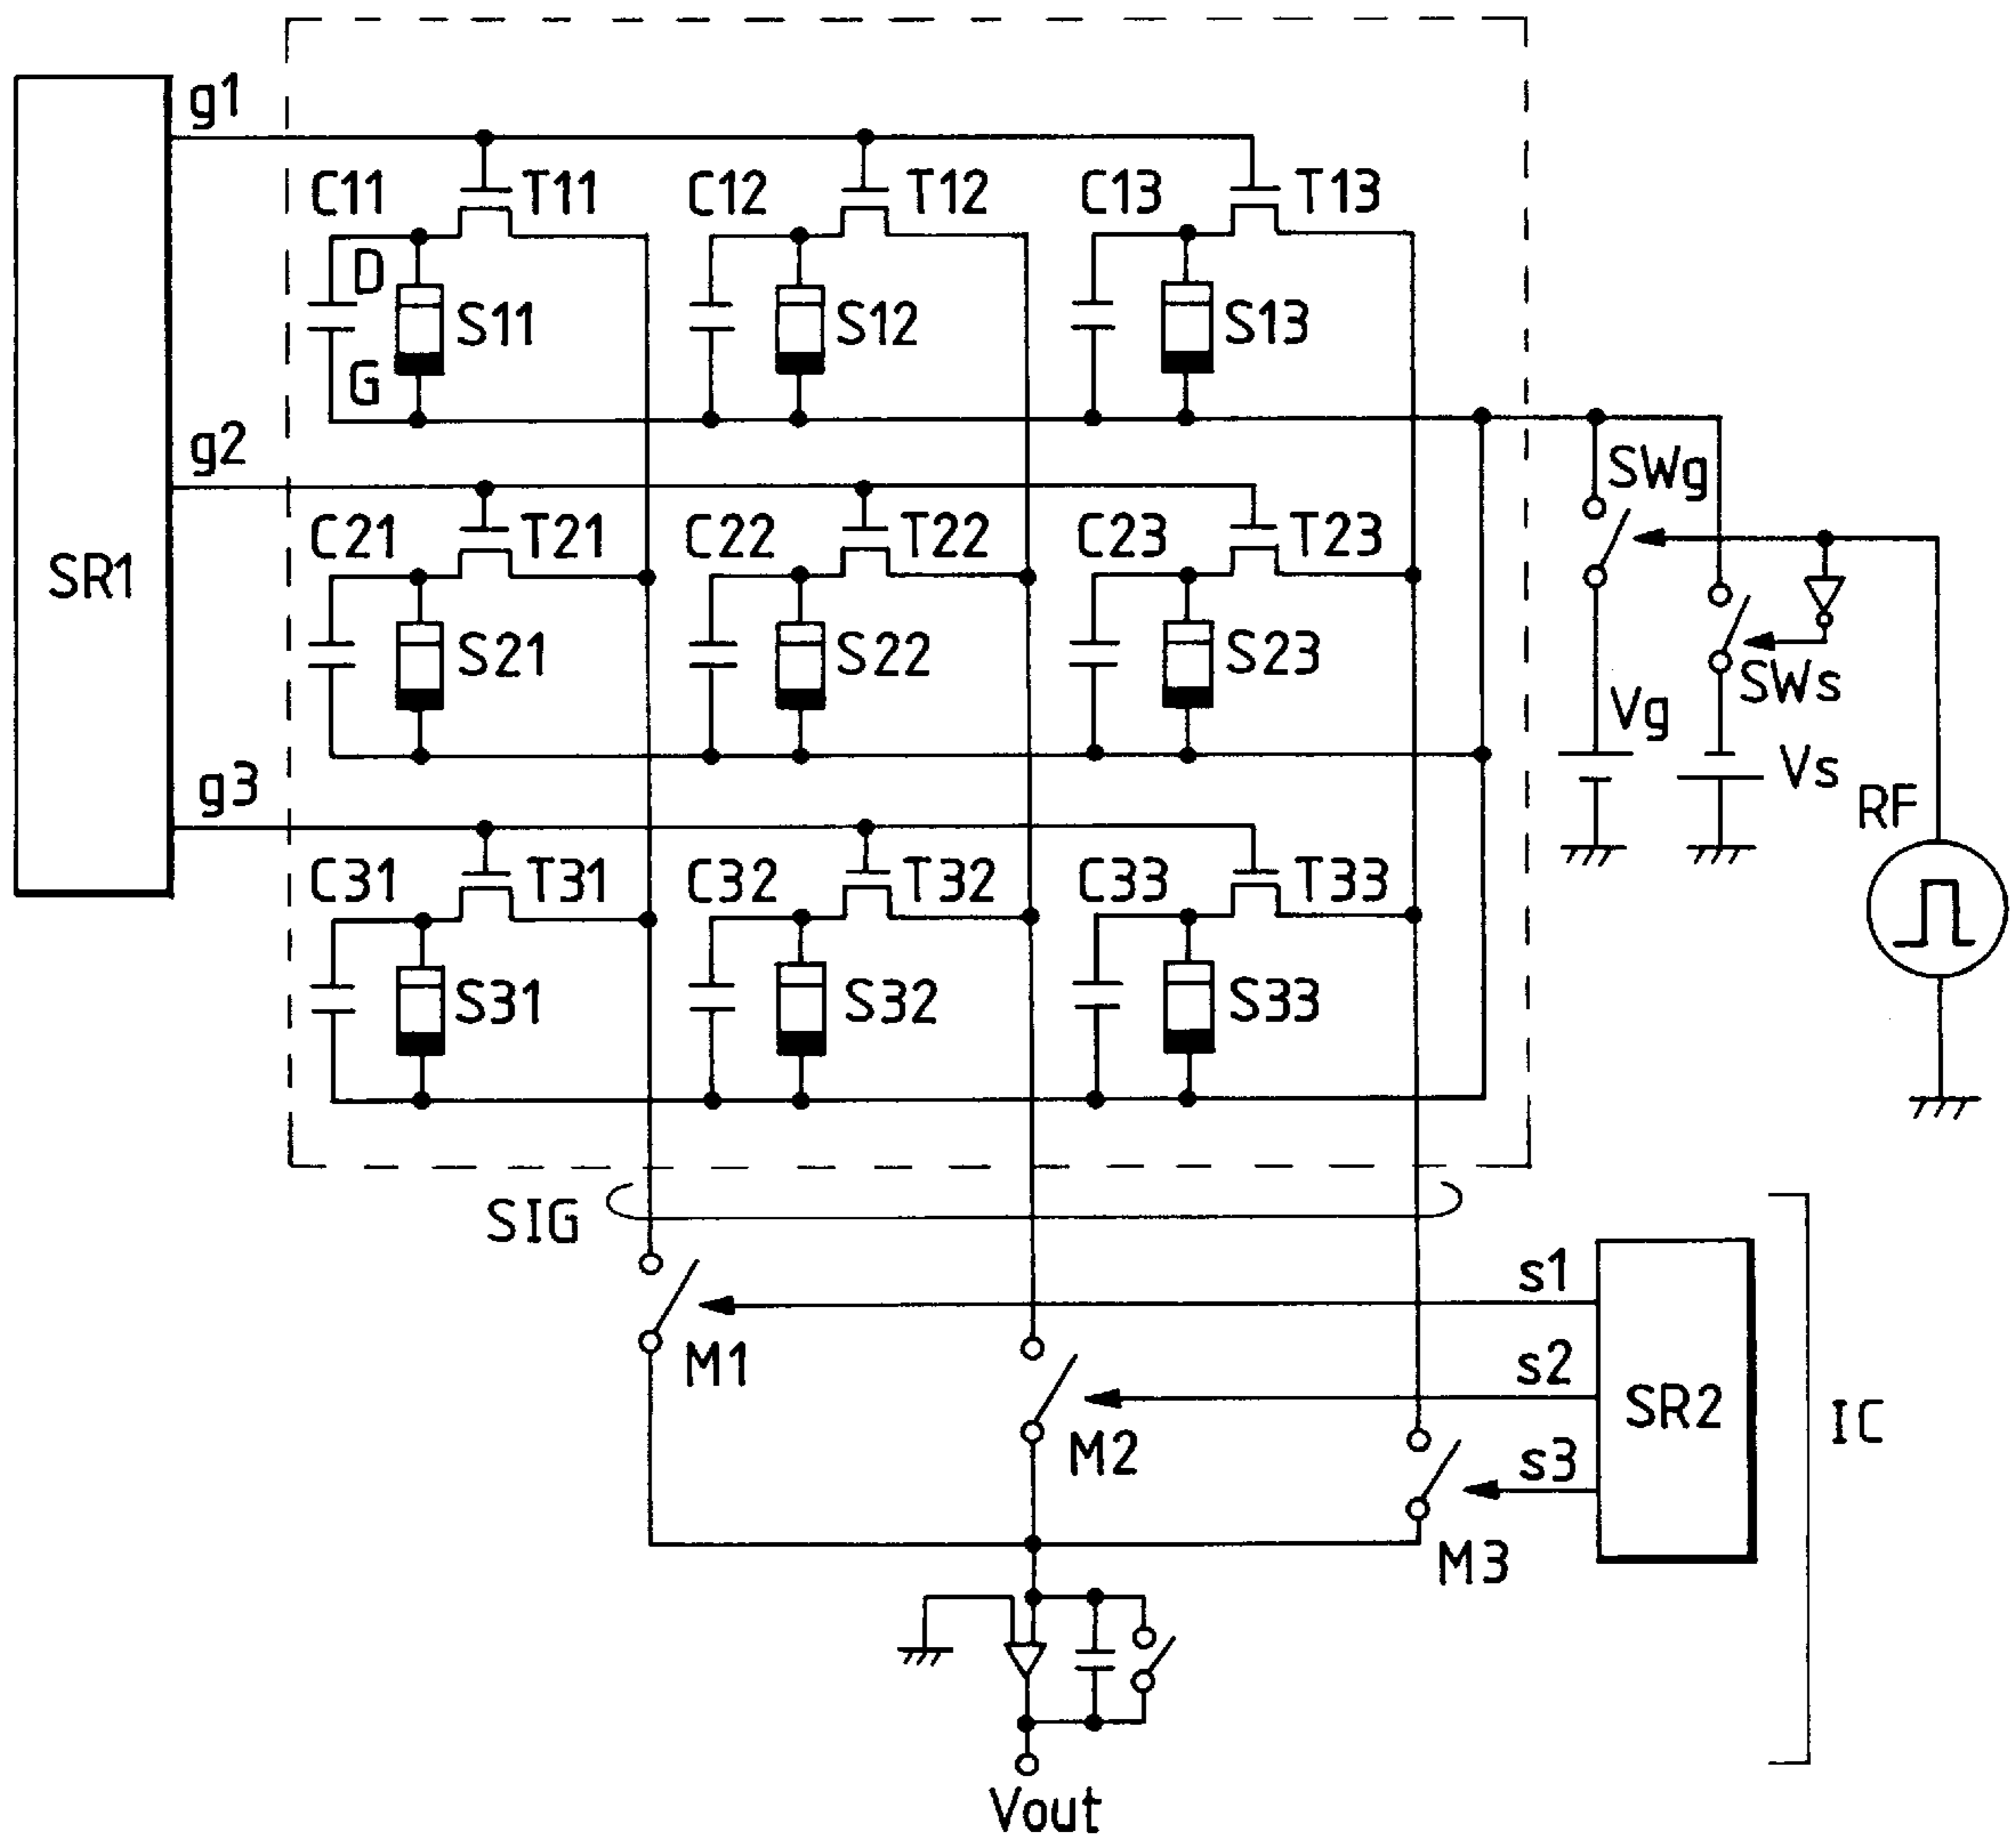 g1
C11 T11 C12 T12 C13 T13
D
S11 S12 S13
G
g2
SWg
C21 T21 C22 T22 C23 T23
SR1
S21 S22 S23
SWs
Vg
Vs
g3
RF
C31 T31 C32 T32 C33 T33
S31 S32 S33
SIG
s1
M1
s2
SR2
IC
M2
s3
M3
Vout